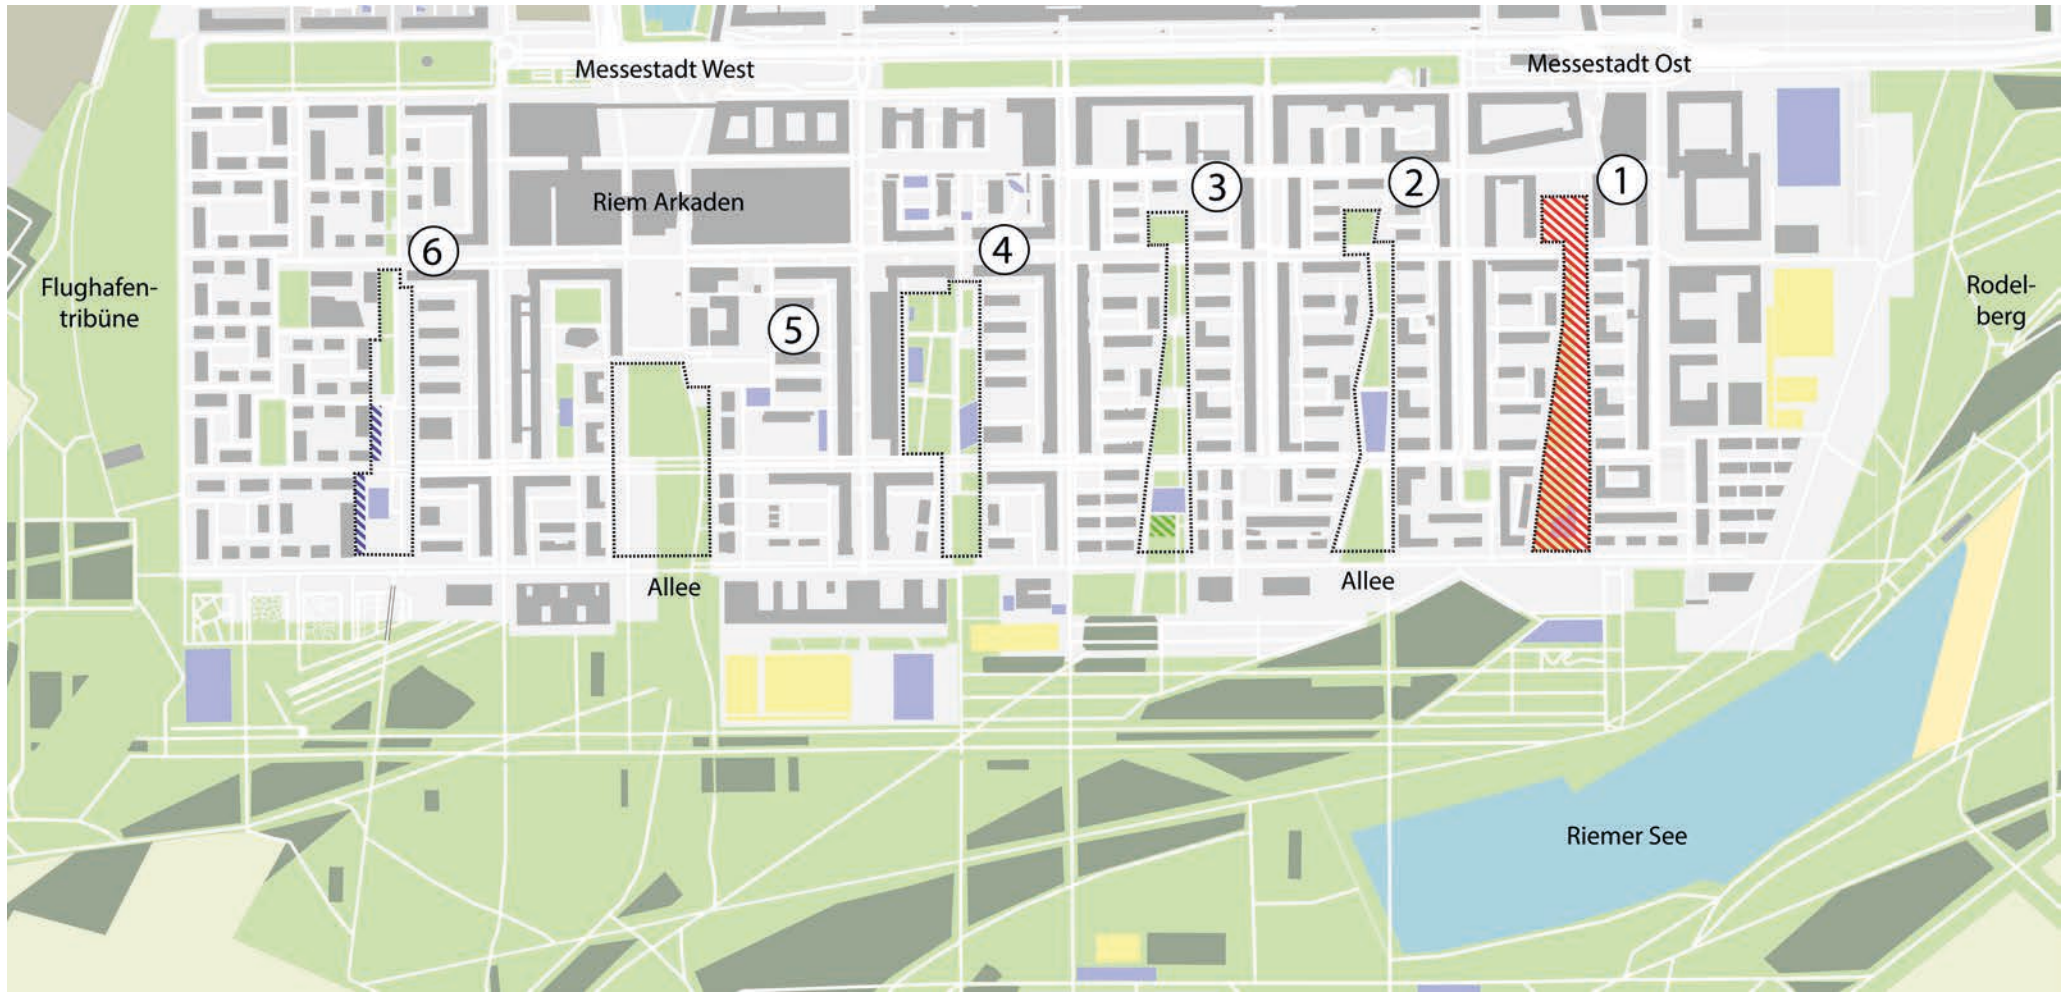 Messestadt West
Messestadt Ost
Riem Arkaden
1
2
3
4
5
6
Flughafen-
tribüne
Rodel-
berg
Allee
Allee
Riemer See